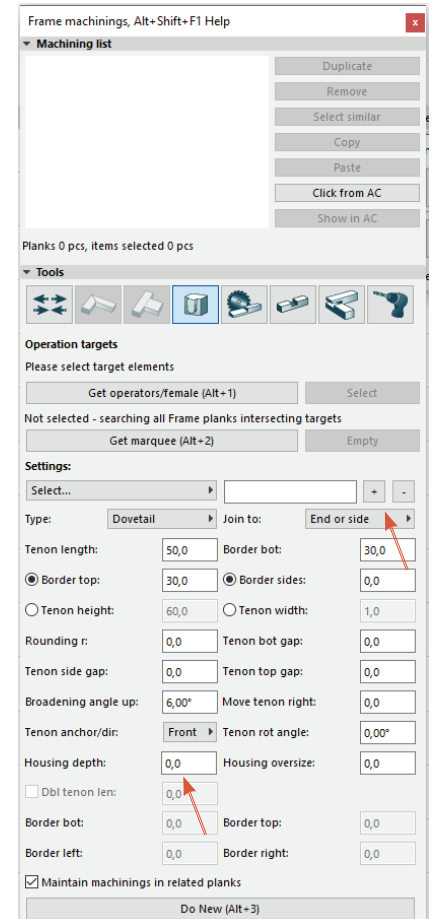 Frame machinings, Alt+Shift+F1 Help x
Machining list
Duplicate
Remove
Select similar
Copy
Paste
Click from AC
Show in AC
Planks 0 pcs, items selected 0 pcs
Tools
Operation targets
Please select target elements
Get operators/female (Alt+1) Select
Not selected - searching all Frame planks intersecting targets
Get marquee (Alt+2) Empty
Settings:
Select... + -
Type: Dovetail Join to: End or side
Tenon length: 50,0 Border bot: 30,0
Border top: 30,0 Border sides: 0,0
Tenon height: 60,0 Tenon width: 1,0
Rounding r: 0,0 Tenon bot gap: 0,0
Tenon side gap: 0,0 Tenon top gap: 0,0
Broadening angle up: 6,00° Move tenon right: 0,0
Tenon anchor/dir: Front Tenon rot angle: 0,00°
Housing depth: 0,0 Housing oversize: 0,0
Dbl tenon len: 0,0
Border bot: 0,0 Border top: 0,0
Border left: 0,0 Border right: 0,0
Maintain machinings in related planks
Do New (Alt+3)